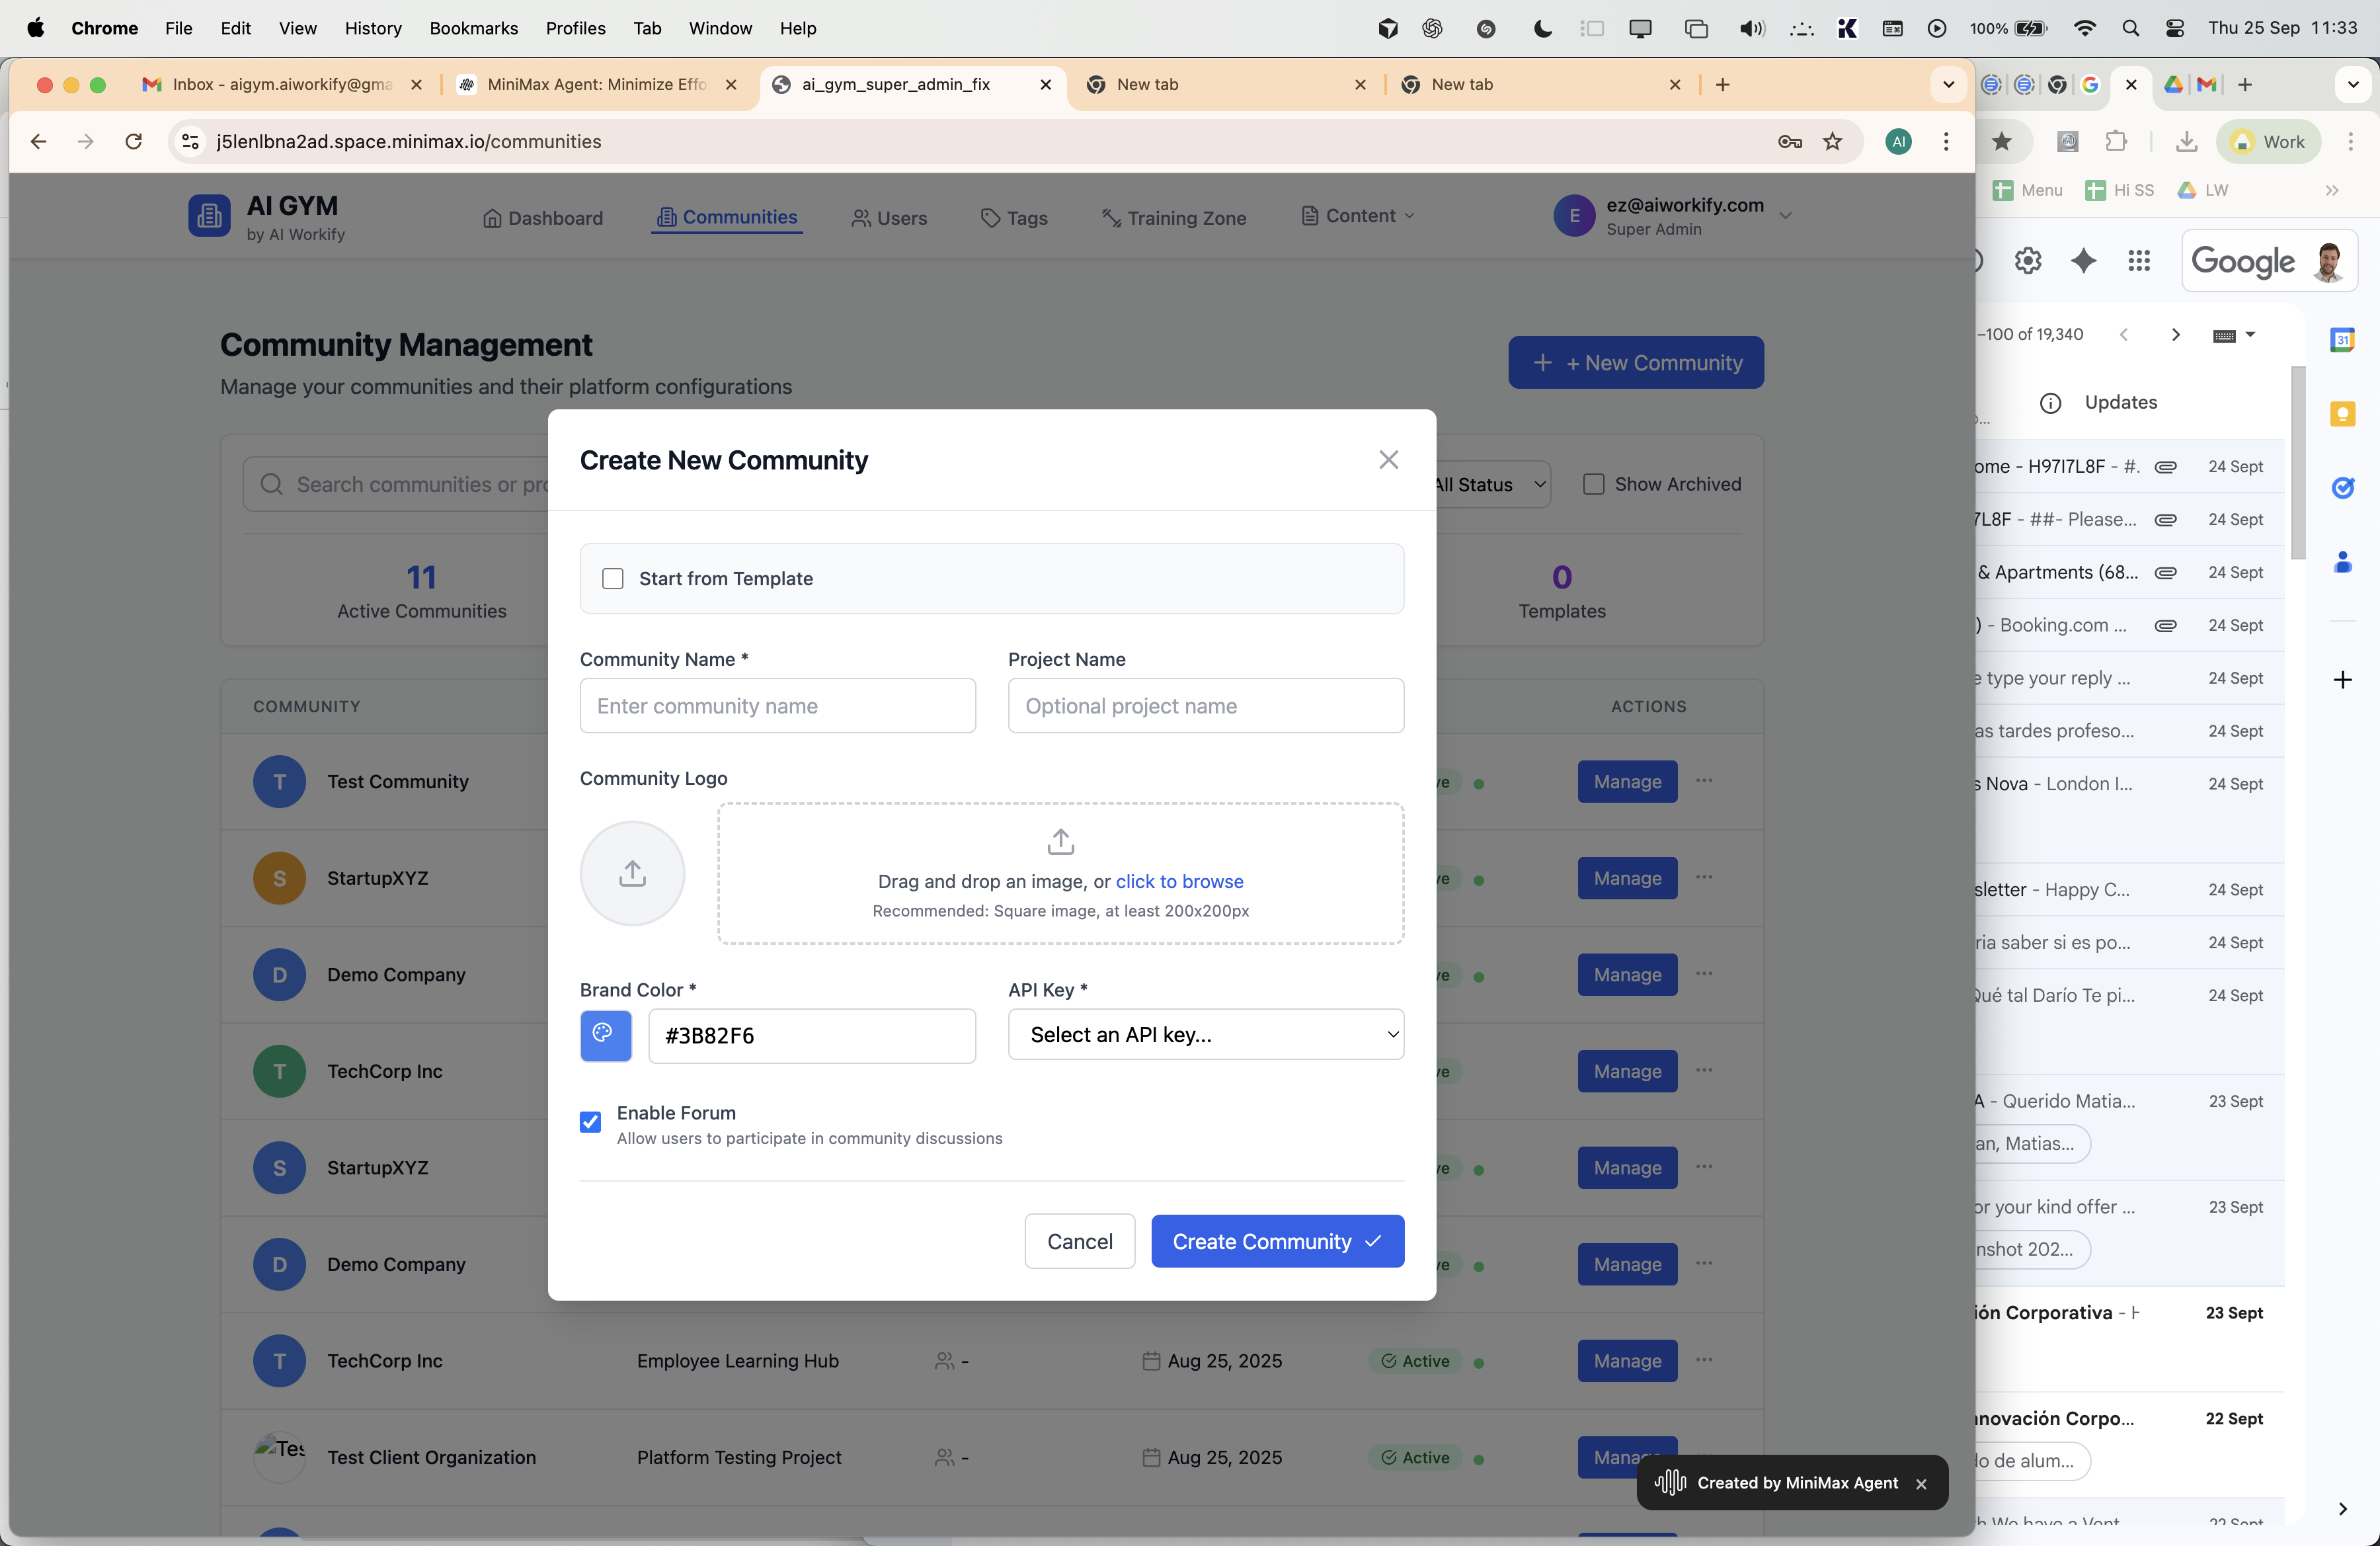 Chrome File Edit View History Bookmarks Profiles Tab Window Help 100% Thu 25 Sep 11:33
Inbox - aigym.aiworkify@gma
MiniMax Agent: Minimize Effo
ai_gym_super_admin_fix
New tab
New tab
j5lenlbna2ad.space.minimax.io/communities
AI
Work
Menu
Hi SS
LW
AI GYM
by AI Workify
Dashboard
Communities
Users
Tags
Training Zone
Content
E
ez@aiworkify.com
Super Admin
Google
Community Management
Manage your communities and their platform configurations
+ New Community
–100 of 19,340
31
Updates
Search communities or pro
All Status
Show Archived
11
Active Communities
0
Templates
COMMUNITY
ACTIONS
T Test Community Manage
S StartupXYZ Manage
D Demo Company Manage
T TechCorp Inc Manage
S StartupXYZ Manage
D Demo Company Manage
T TechCorp Inc Employee Learning Hub - Aug 25, 2025 Active Manage
Test Client Organization Platform Testing Project - Aug 25, 2025 Active Manage
Create New Community
Start from Template
Community Name *
Enter community name
Project Name
Optional project name
Community Logo
Drag and drop an image, or click to browse
Recommended: Square image, at least 200x200px
Brand Color *
#3B82F6
API Key *
Select an API key...
Enable Forum
Allow users to participate in community discussions
Cancel
Create Community
Created by MiniMax Agent
ome - H97I7L8F - #. 24 Sept
7L8F - ##- Please... 24 Sept
& Apartments (68... 24 Sept
) - Booking.com ... 24 Sept
e type your reply ... 24 Sept
as tardes profeso... 24 Sept
s Nova - London I... 24 Sept
sletter - Happy C... 24 Sept
ria saber si es po... 24 Sept
Qué tal Darío Te pi... 24 Sept
A - Querido Matia... 23 Sept
an, Matias...
or your kind offer ... 23 Sept
nshot 202...
ión Corporativa - H 23 Sept
nnovación Corpo... 22 Sept
do de alum...